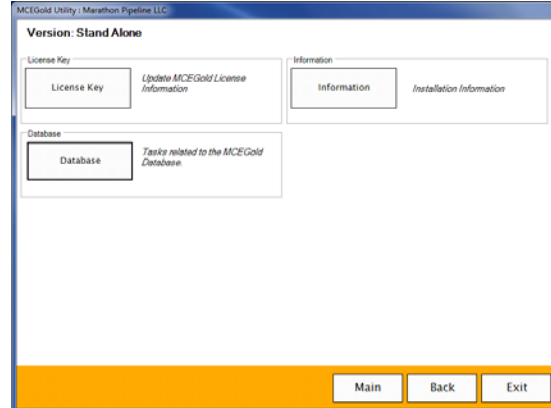 MCEGold Utility : Marathon Pipeline LLC
Version: Stand Alone
License Key
License Key
Update MCEGold License
Information
Information
Information
Installation Information
Database
Database
Tasks related to the MCEGold
Database.
Main
Back
Exit